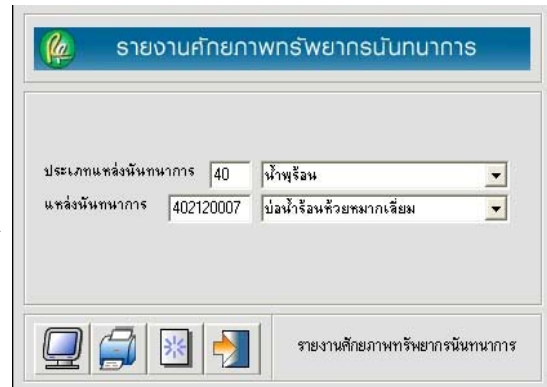 รายงานศักยภาพทรัพยากรนันทนาการ
ประเภทแหล่งนันทนาการ 40 น้ำพุร้อน
แหล่งนันทนาการ 402120007 บ่อน้ำร้อนห้วยหมากเลี่ยม
รายงานศักยภาพทรัพยากรนันทนาการ